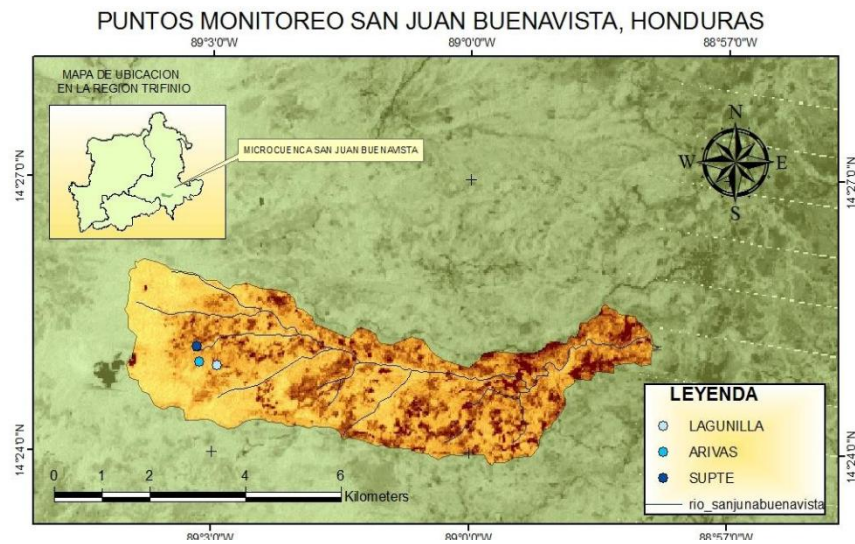 PUNTOS MONITOREO SAN JUAN BUENAVISTA, HONDURAS
89°3'0"W
89°0'0"W
88°57'0"W
MAPA DE UBICACION
EN LA REGION TRIFINIO
MICROCUENCA SAN JUAN BUENAVISTA
N
W
E
S
14°27'0"N
14°27'0"N
LEYENDA
LAGUNILLA
ARIVAS
SUPTE
rio_sanjunabuenavista
14°24'0"N
14°24'0"N
0
1
2
4
6
Kilometers
89°3'0"W
89°0'0"W
88°57'0"W